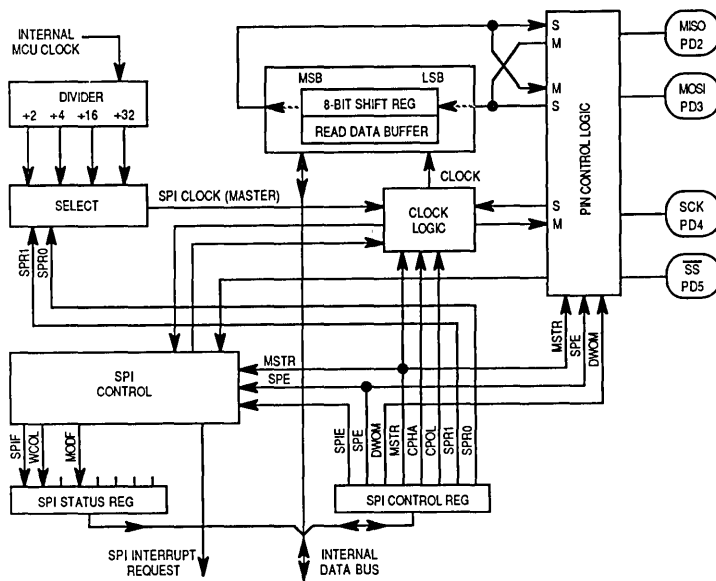 INTERNAL
MCU CLOCK
DIVIDER
÷2 ÷4 ÷16 ÷32
SELECT
SPR1
SPR0
SPI CLOCK (MASTER)
MSB LSB
8-BIT SHIFT REG
READ DATA BUFFER
CLOCK
CLOCK
LOGIC
S
M
M
S
S
M
PIN CONTROL LOGIC
MISO
PD2
MOSI
PD3
SCK
PD4
SS
PD5
MSTR
SPE
DWOM
SPI
CONTROL
MSTR
SPE
SPIF
WCOL
MODF
SPI STATUS REG
SPIE
SPE
DWOM
MSTR
CPHA
CPOL
SPR1
SPR0
SPI CONTROL REG
SPI INTERRUPT
REQUEST
INTERNAL
DATA BUS